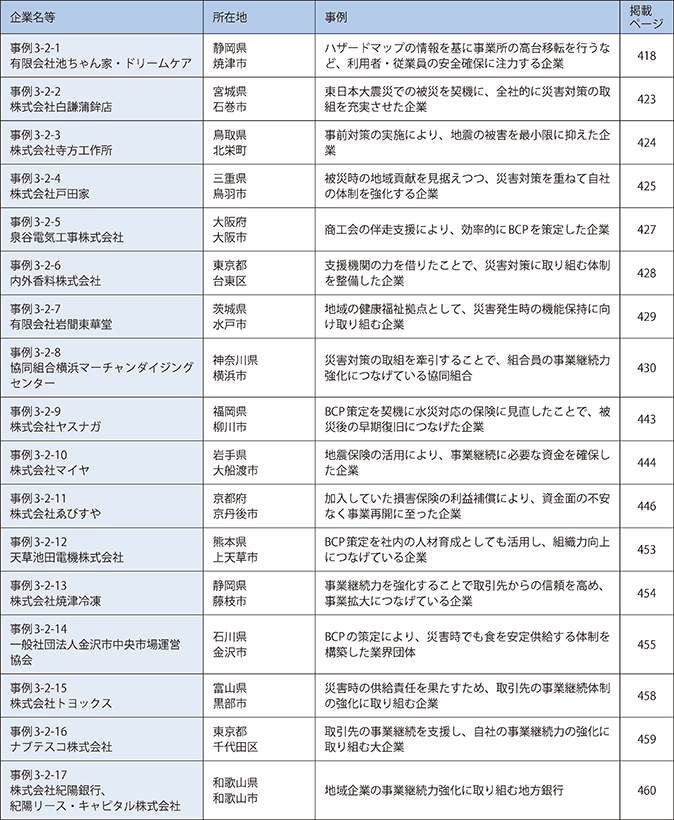 企業名等
所在地
事例
掲載
ページ
事例3-2-1
有限会社池ちゃん家・ドリームケア
静岡県
焼津市
ハザードマップの情報を基に事業所の高台移転を行うな
ど、利用者・従業員の安全確保に注力する企業
418
事例3-2-2
株式会社白謙蒲鉾店
宮城県
石巻市
東日本大震災での被災を契機に、全社的に災害対策の取
組を充実させた企業
423
事例3-2-3
株式会社寺方工作所
鳥取県
北栄町
事前対策の実施により、地震の被害を最小限に抑えた企
業
424
事例3-2-4
株式会社戸田家
三重県
鳥羽市
被災時の地域貢献を見据えつつ、災害対策を重ねて自社
の体制を強化する企業
425
事例3-2-5
泉谷電気工事株式会社
大阪府
大阪市
商工会の伴走支援により、効率的にBCPを策定した企業
427
事例3-2-6
内外香料株式会社
東京都
台東区
支援機関の力を借りたことで、災害対策に取り組む体制
を整備した企業
428
事例3-2-7
有限会社岩間東華堂
茨城県
水戸市
地域の健康福祉拠点として、災害発生時の機能保持に向
け取り組む企業
429
事例3-2-8
協同組合横浜マーチャンダイジング
センター
神奈川県
横浜市
災害対策の取組を牽引することで、組合員の事業継続力
強化につなげている協同組合
430
事例3-2-9
株式会社ヤスナガ
福岡県
柳川市
BCP策定を契機に水災対応の保険に見直したことで、被
災後の早期復旧につなげた企業
443
事例3-2-10
株式会社マイヤ
岩手県
大船渡市
地震保険の活用により、事業継続に必要な資金を確保し
た企業
444
事例3-2-11
株式会社ゑびすや
京都府
京丹後市
加入していた損害保険の利益補償により、資金面の不安
なく事業再開に至った企業
446
事例3-2-12
天草池田電機株式会社
熊本県
上天草市
BCP策定を社内の人材育成としても活用し、組織力向上
につなげている企業
453
事例3-2-13
株式会社焼津冷凍
静岡県
藤枝市
事業継続力を強化することで取引先からの信頼を高め、
事業拡大につなげている企業
454
事例3-2-14
一般社団法人金沢市中央市場運営
協会
石川県
金沢市
BCPの策定により、災害時でも食を安定供給する体制を
構築した業界団体
455
事例3-2-15
株式会社トヨックス
富山県
黒部市
災害時の供給責任を果たすため、取引先の事業継続体制
の強化に取り組む企業
458
事例3-2-16
ナブテスコ株式会社
東京都
千代田区
取引先の事業継続を支援し、自社の事業継続力の強化に
取り組む大企業
459
事例3-2-17
株式会社紀陽銀行、
紀陽リース・キャピタル株式会社
和歌山県
和歌山市
地域企業の事業継続力強化に取り組む地方銀行
460